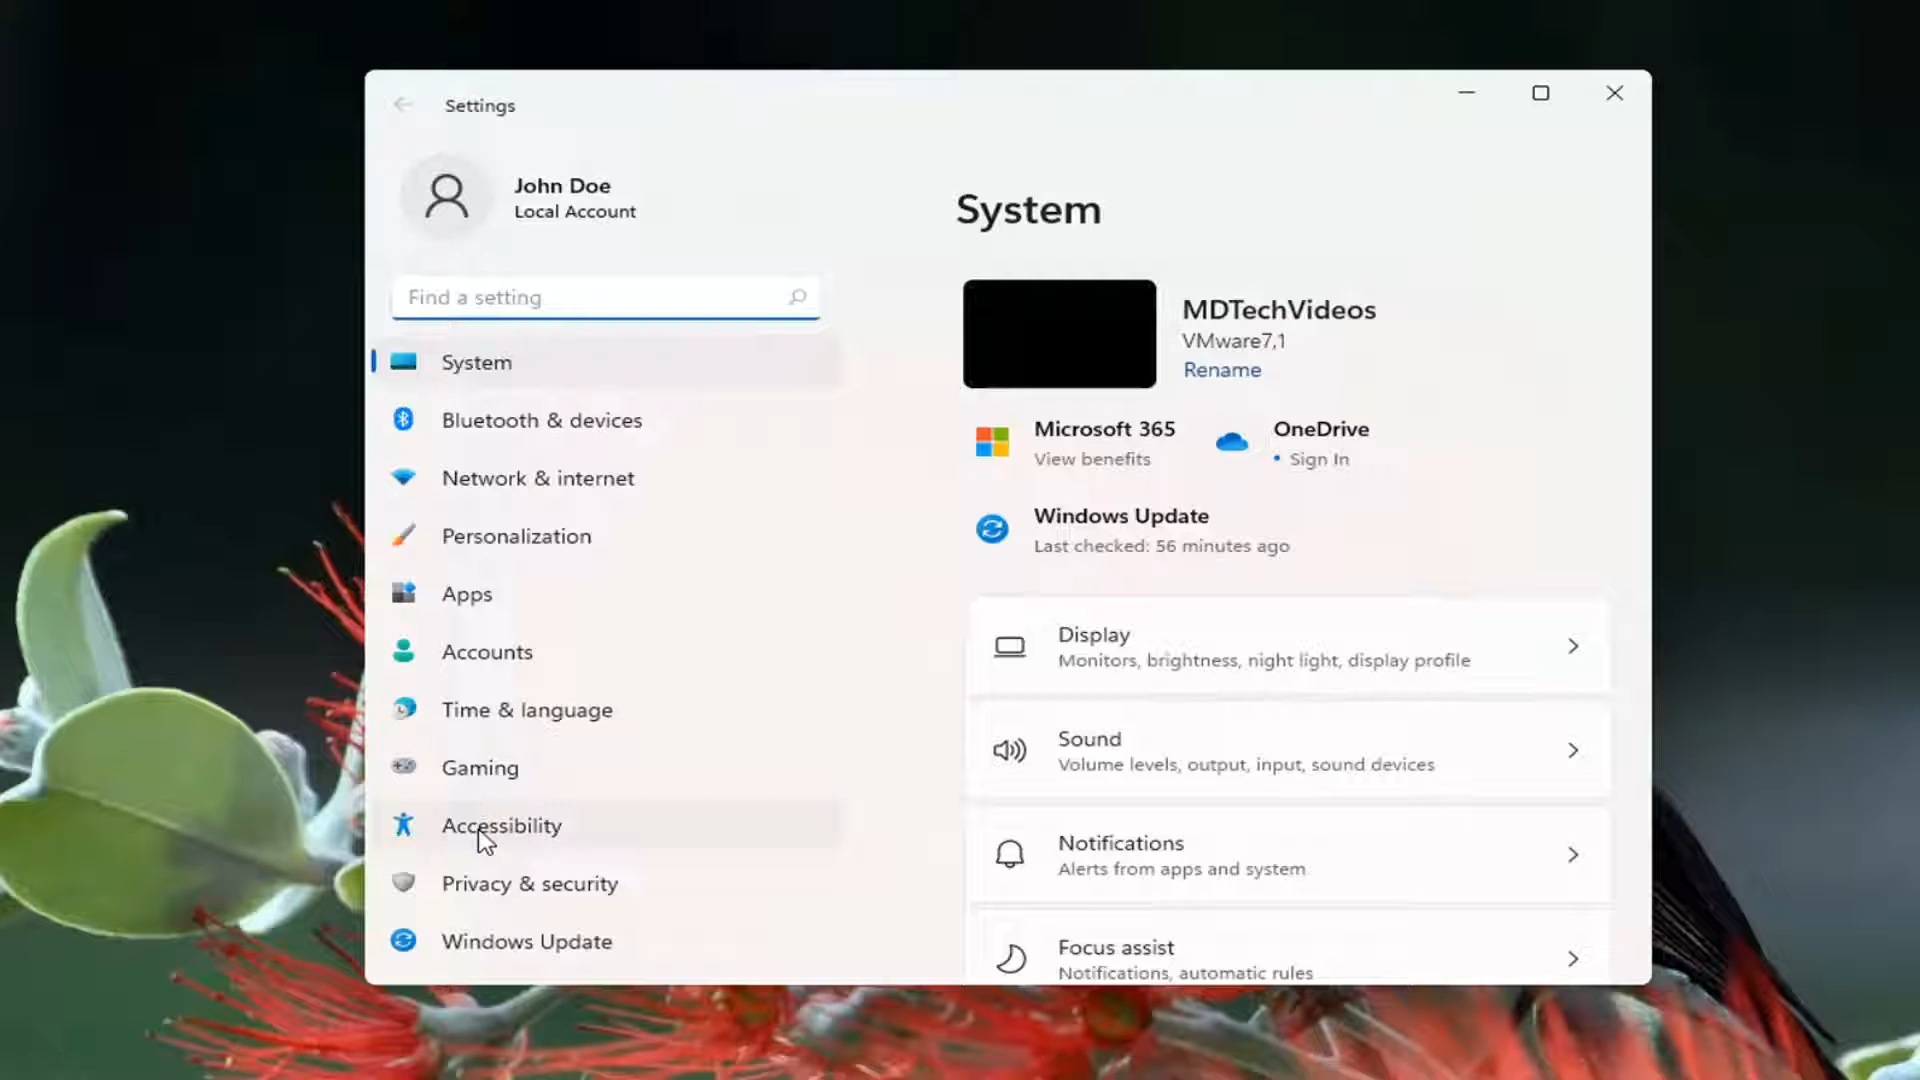 Settings
John Doe
Local Account
Find a setting
System
Bluetooth & devices
Network & internet
Personalization
Apps
Accounts
Time & language
Gaming
Accessibility
Privacy & security
Windows Update
System
MDTechVideos
VMware7,1
Rename
Microsoft 365
View benefits
OneDrive
• Sign In
Windows Update
Last checked: 56 minutes ago
Display
Monitors, brightness, night light, display profile
Sound
Volume levels, output, input, sound devices
Notifications
Alerts from apps and system
Focus assist
Notifications, automatic rules